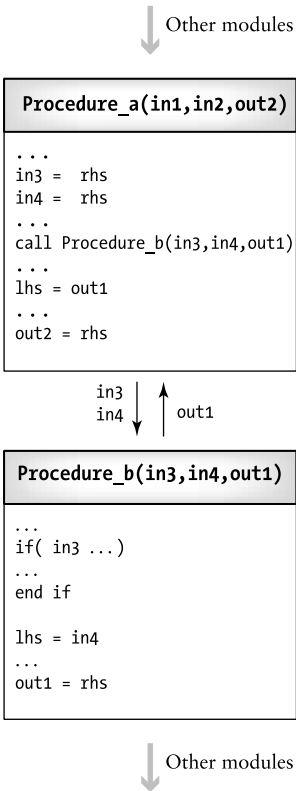 Other modules
Procedure_a(in1,in2,out2)
...
in3 = rhs
in4 = rhs
...
call Procedure_b(in3,in4,out1)
...
lhs = out1
...
out2 = rhs
in3
in4
out1
Procedure_b(in3,in4,out1)
...
if( in3 ...)
...
end if
lhs = in4
...
out1 = rhs
Other modules